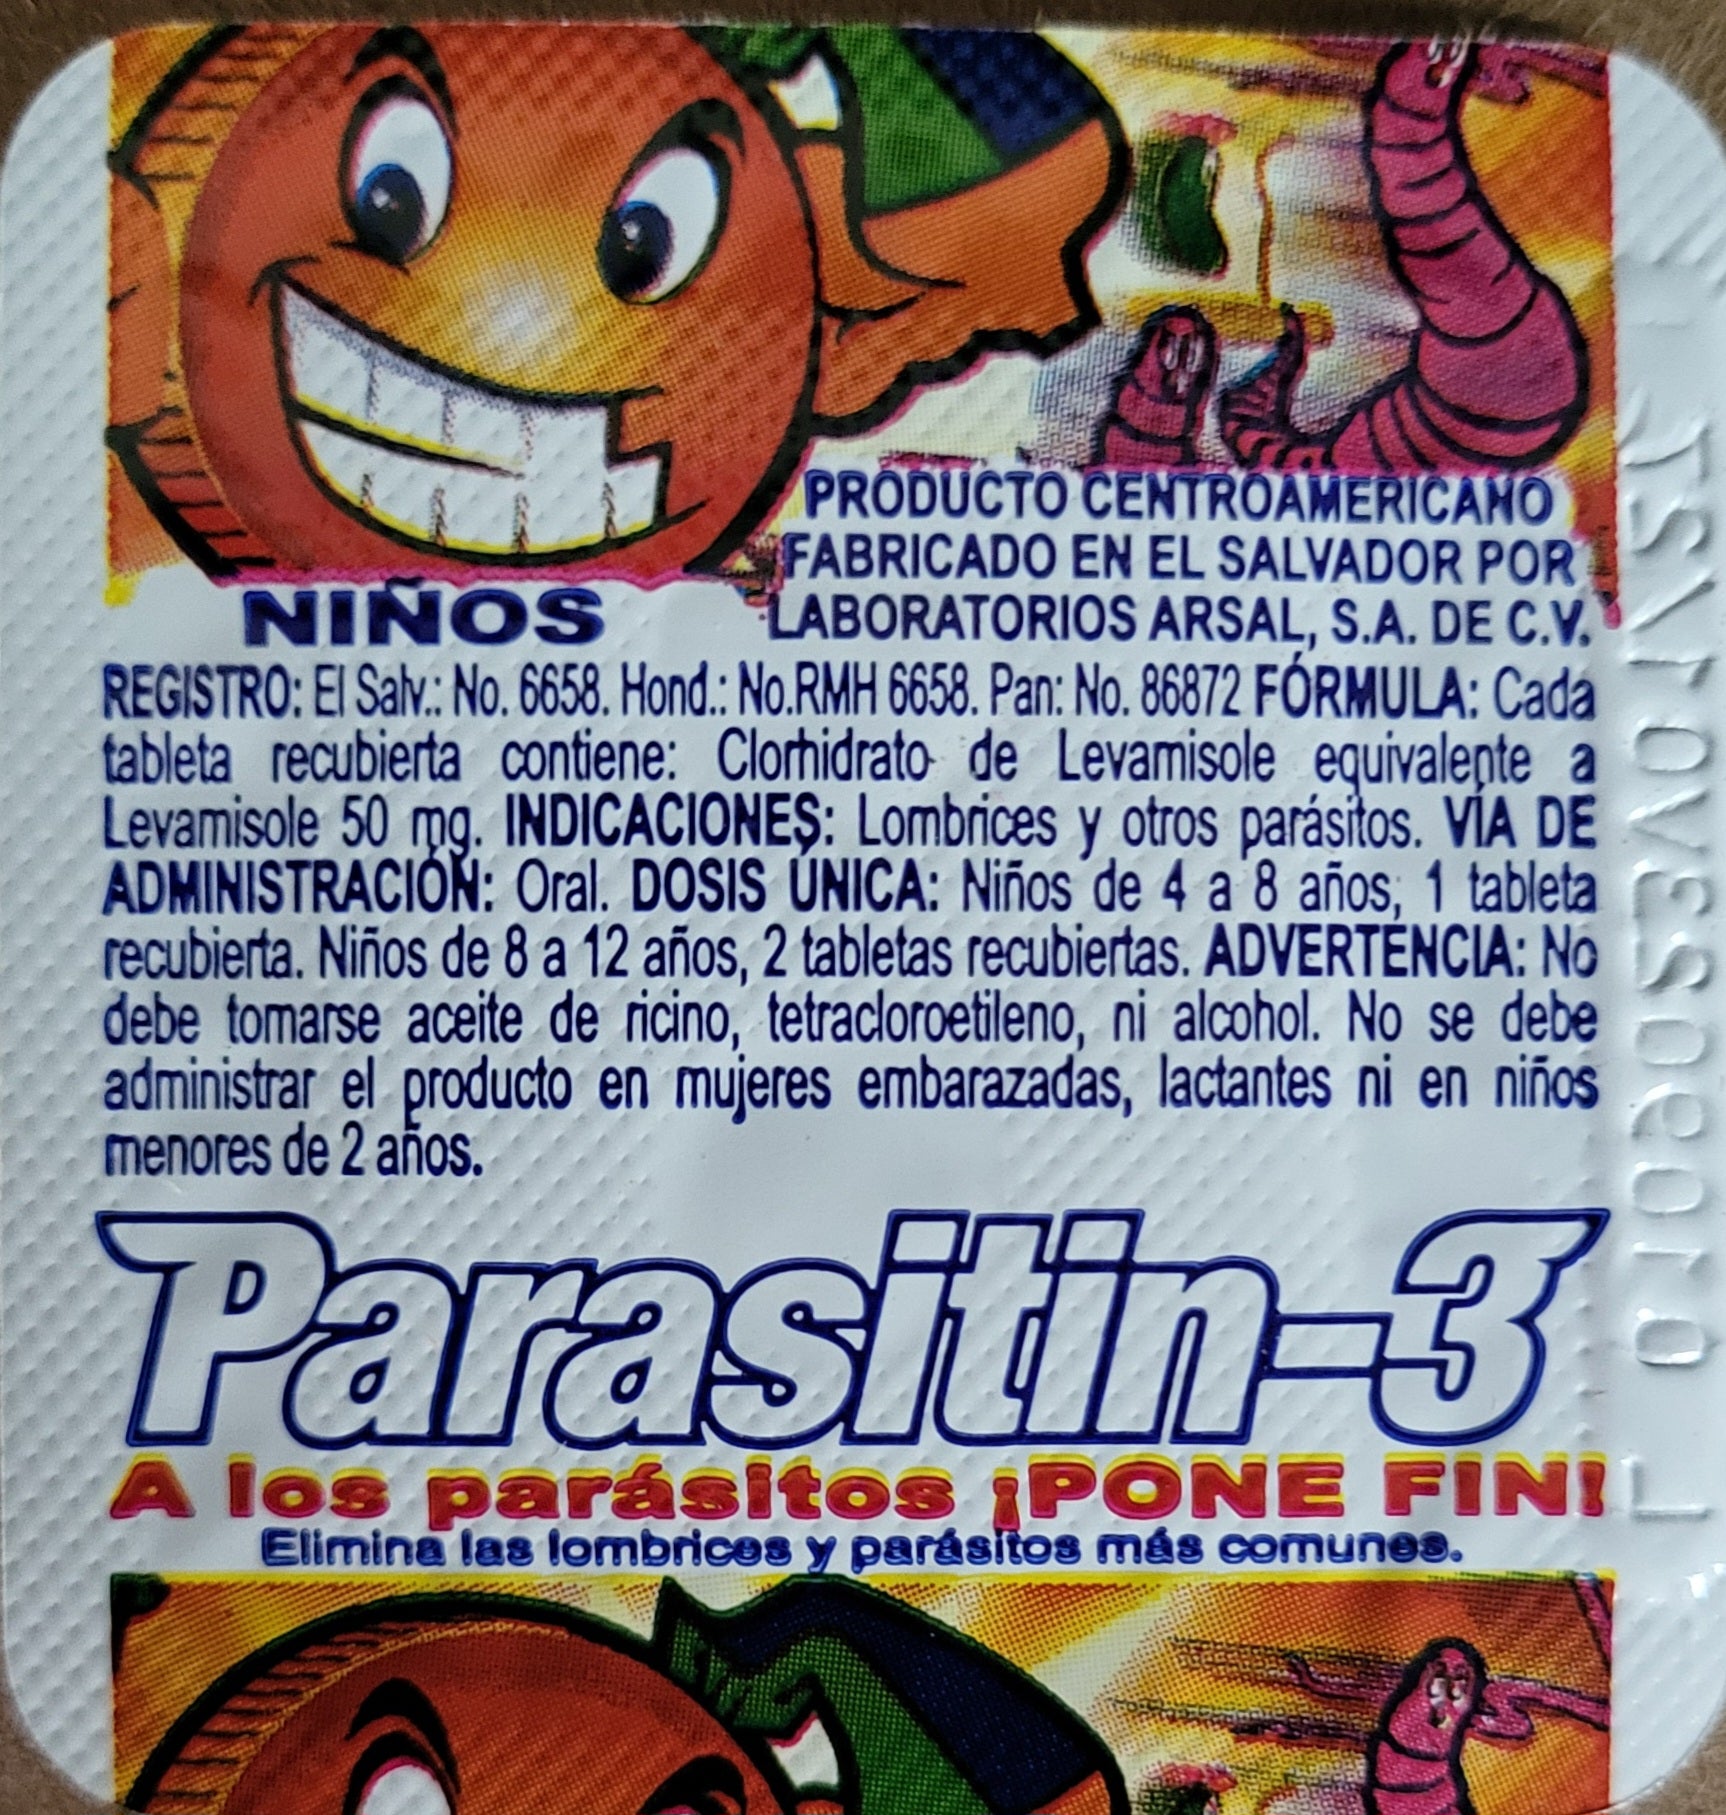 PRODUCTO CENTROAMERICANO
FABRICADO EN EL SALVADOR POR
LABORATORIOS ARSAL, S.A. DE C.V.
NIÑOS
REGISTRO: El Salv.: No. 6658. Hond.: No.RMH 6658. Pan: No. 86872 FÓRMULA: Cada
tableta recubierta contiene: Clorhidrato de Levamisole equivalente a
Levamisole 50 mg. INDICACIONES: Lombrices y otros parásitos. VÍA DE
ADMINISTRACIÓN: Oral. DOSIS ÚNICA: Niños de 4 a 8 años, 1 tableta
recubierta. Niños de 8 a 12 años, 2 tabletas recubiertas. ADVERTENCIA: No
debe tomarse aceite de ricino, tetracloroetileno, ni alcohol. No se debe
administrar el producto en mujeres embarazadas, lactantes ni en niños
menores de 2 años.
Parasitin-3
A los parásitos ¡PONE FIN!
Elimina las lombrices y parásitos más comunes.